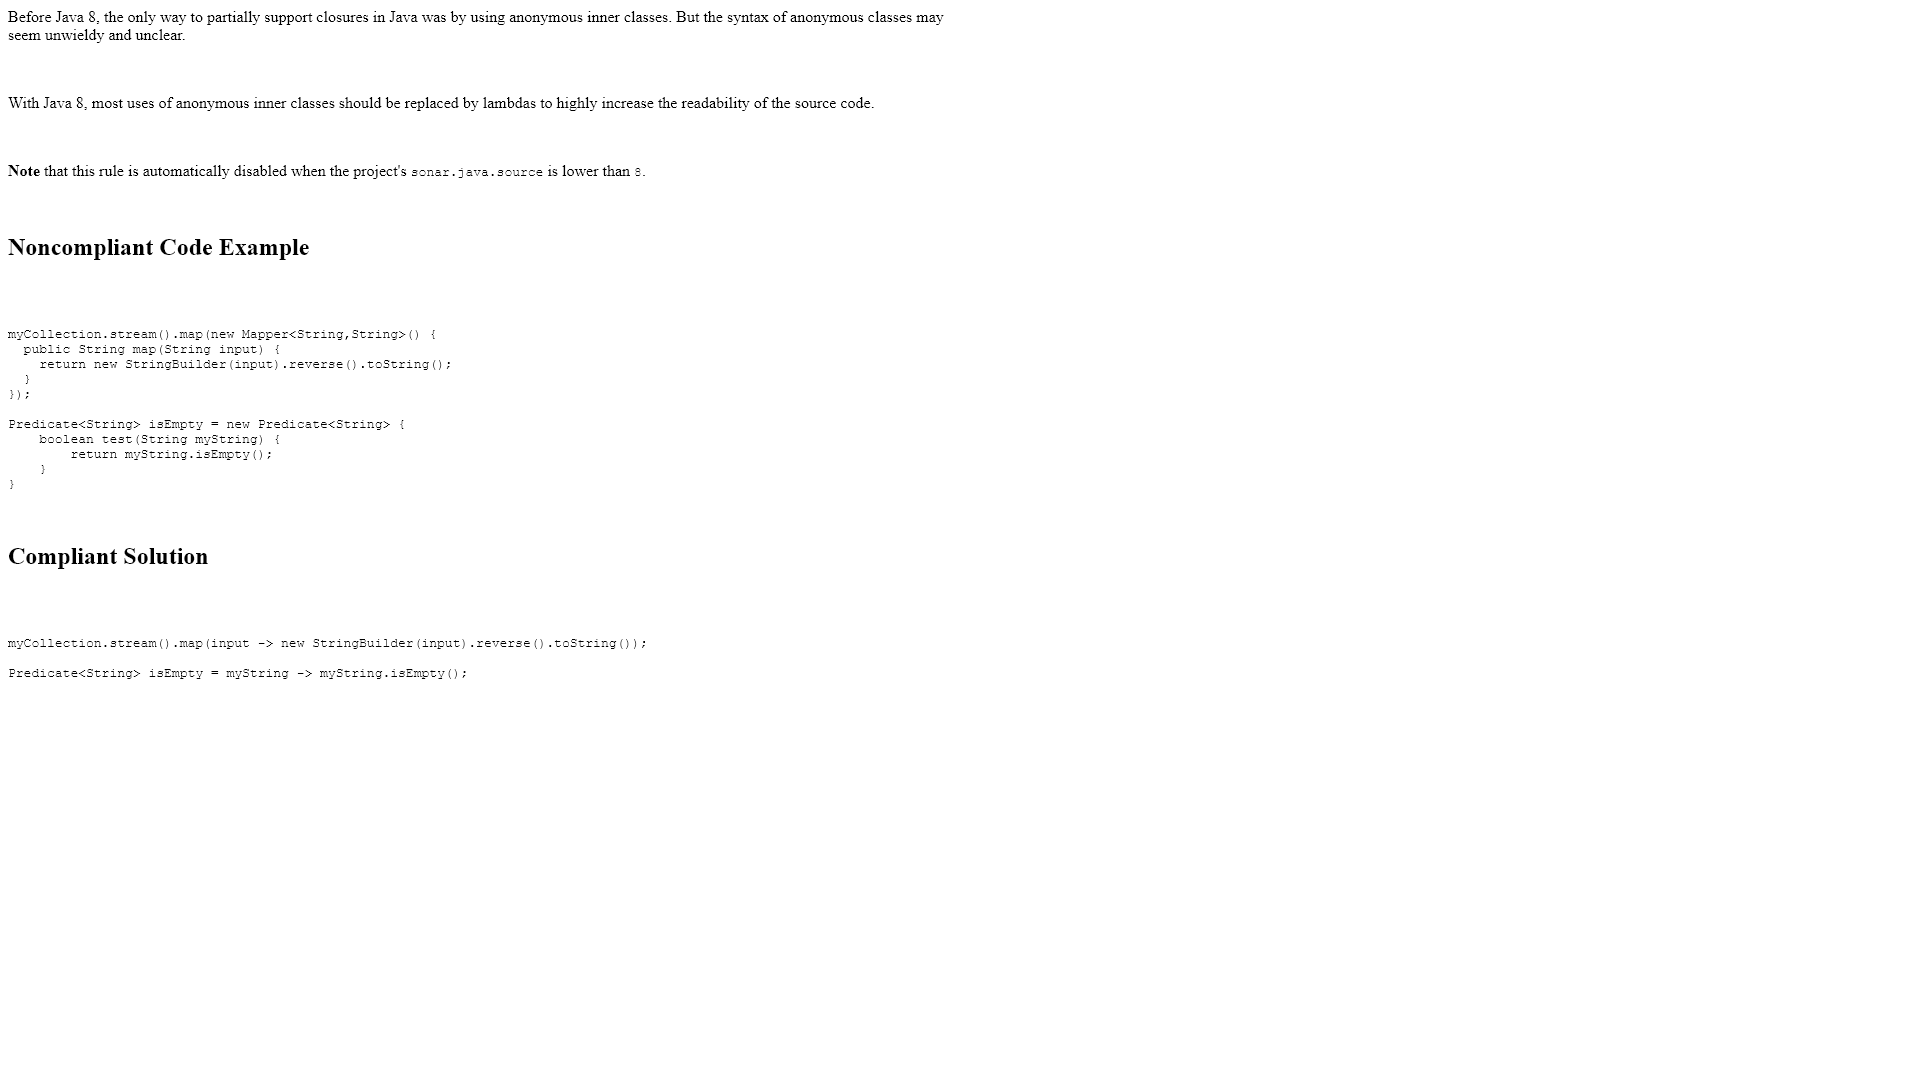 Before Java 8, the only way to partially support closures in Java was by using anonymous inner classes. But the syntax of anonymous classes may
seem unwieldy and unclear.
With Java 8, most uses of anonymous inner classes should be replaced by lambdas to highly increase the readability of the source code.
Note that this rule is automatically disabled when the project's sonar.java.source is lower than 8.
Noncompliant Code Example
myCollection.stream().map(new Mapper<String,String>() {
  public String map(String input) {
    return new StringBuilder(input).reverse().toString();
  }
});
Predicate<String> isEmpty = new Predicate<String> {
    boolean test(String myString) {
        return myString.isEmpty();
    }
}
Compliant Solution
myCollection.stream().map(input -> new StringBuilder(input).reverse().toString());
Predicate<String> isEmpty = myString -> myString.isEmpty();